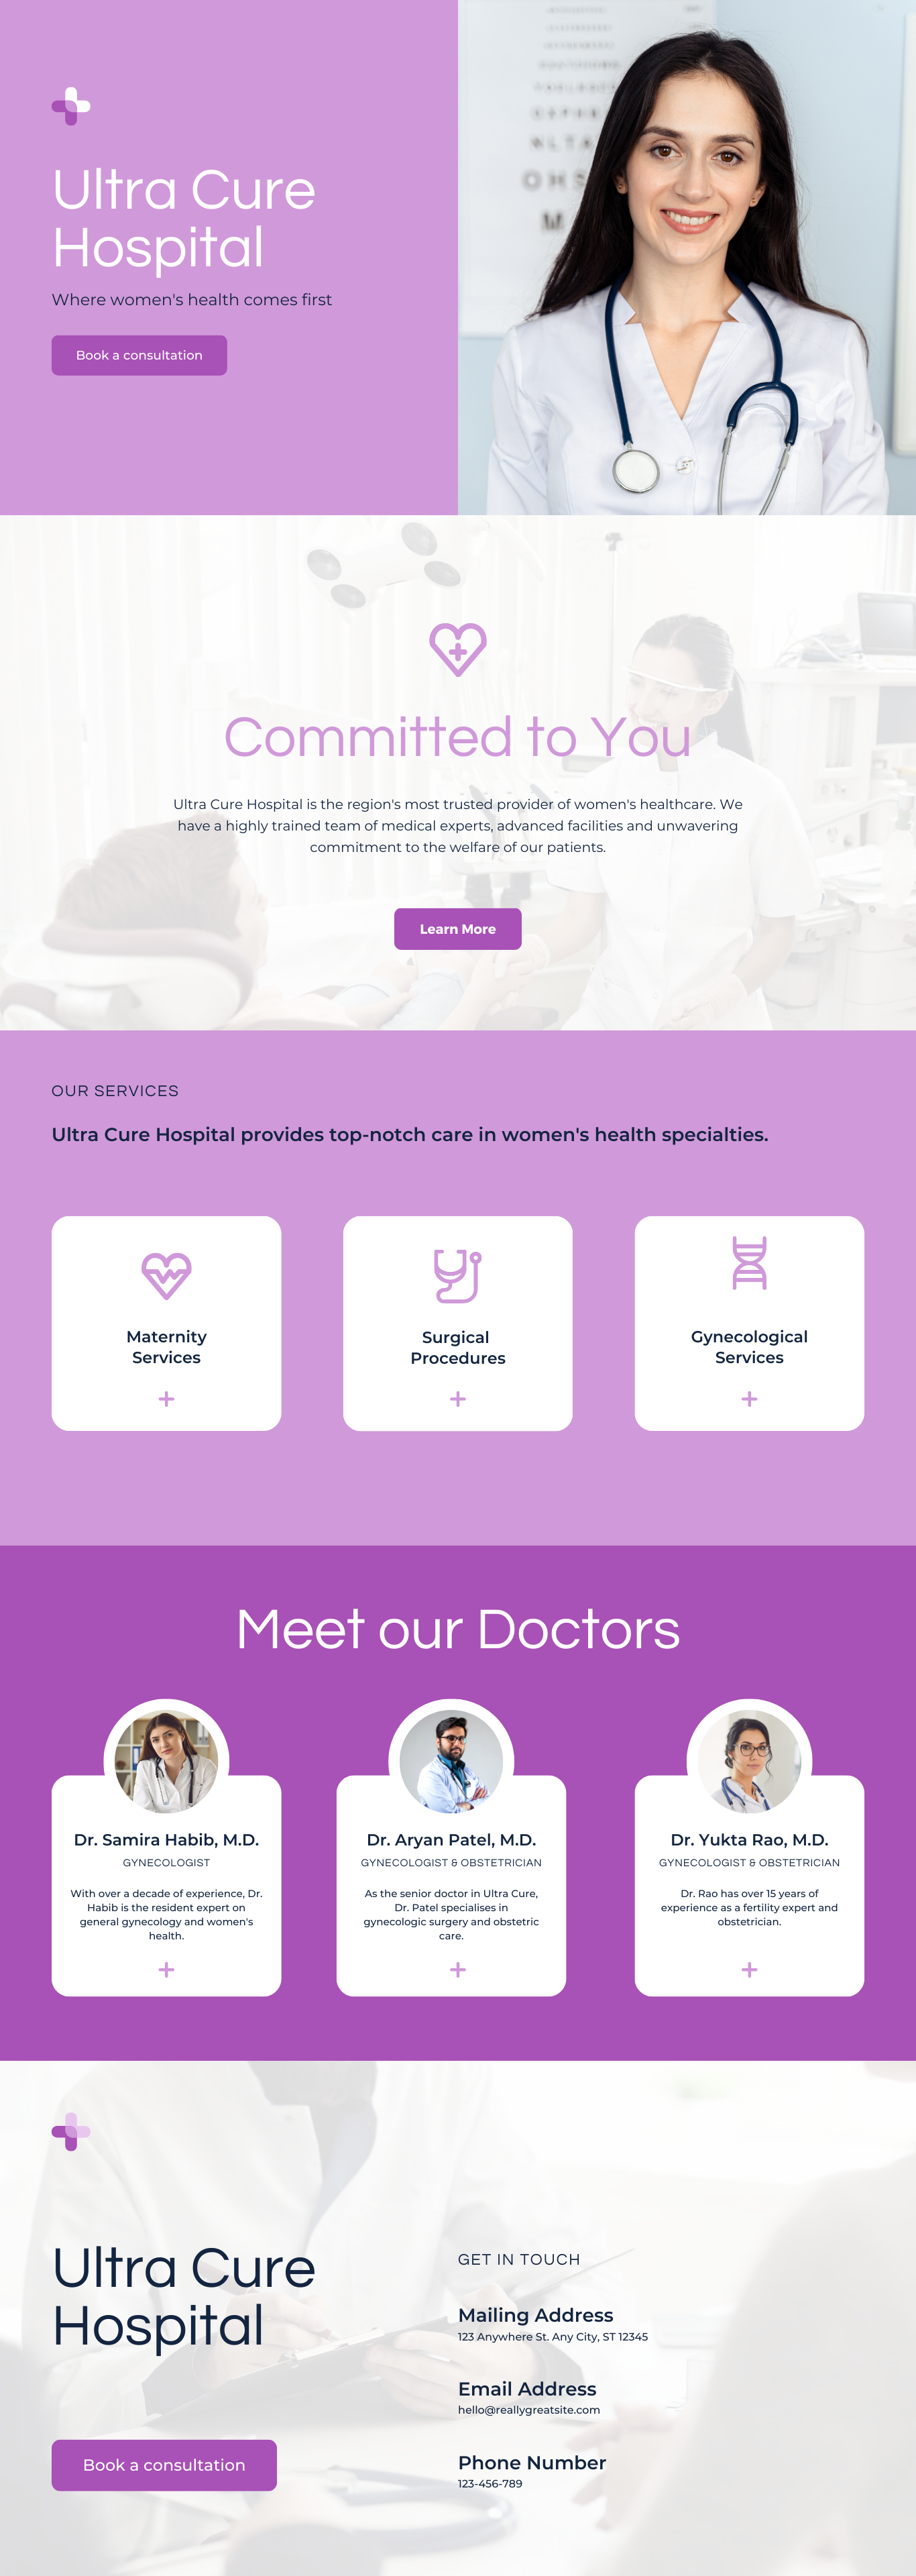 Ultra Cure
Hospital
Where women's health comes first
Book a consultation
Committed to You
Ultra Cure Hospital is the region's most trusted provider of women's healthcare. We
have a highly trained team of medical experts, advanced facilities and unwavering
commitment to the welfare of our patients.
Learn More
OUR SERVICES
Ultra Cure Hospital provides top-notch care in women's health specialties.
Maternity
Services
Surgical
Procedures
Gynecological
Services
Meet our Doctors
Dr. Samira Habib, M.D.
GYNECOLOGIST
With over a decade of experience, Dr.
Habib is the resident expert on
general gynecology and women's
health.
Dr. Aryan Patel, M.D.
GYNECOLOGIST & OBSTETRICIAN
As the senior doctor in Ultra Cure,
Dr. Patel specialises in
gynecologic surgery and obstetric
care.
Dr. Yukta Rao, M.D.
GYNECOLOGIST & OBSTETRICIAN
Dr. Rao has over 15 years of
experience as a fertility expert and
obstetrician.
Ultra Cure
Hospital
Book a consultation
GET IN TOUCH
Mailing Address
123 Anywhere St. Any City, ST 12345
Email Address
hello@reallygreatsite.com
Phone Number
123-456-789